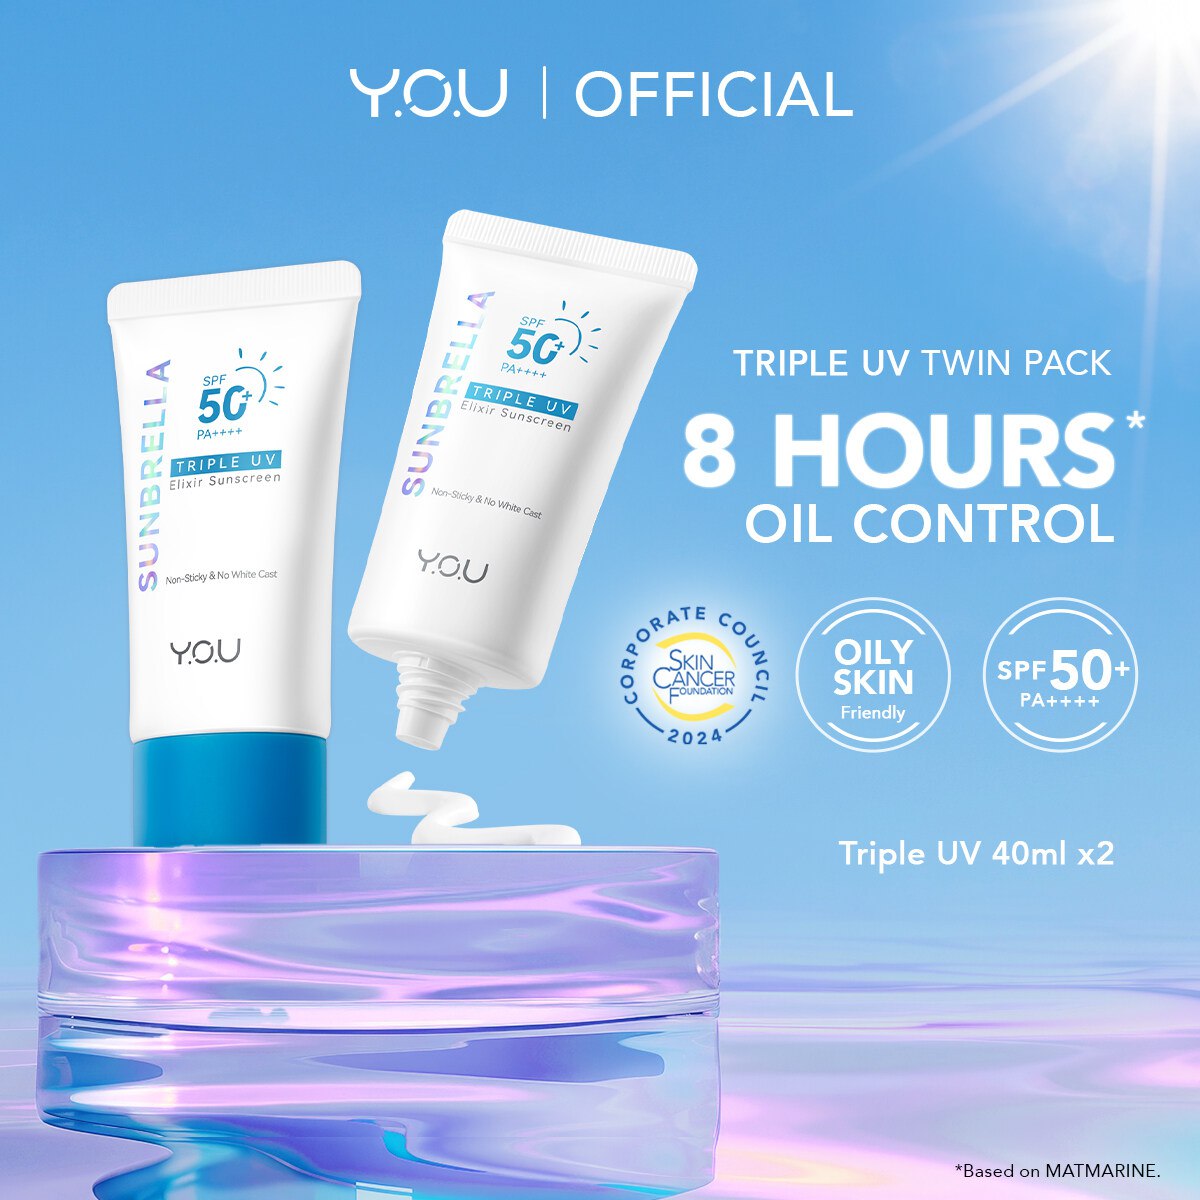 Y.O.U | OFFICIAL
SUNBRELLA
SPF
50+
PA++++
TRIPLE UV
Elixir Sunscreen
Non-Sticky & No White Cast
Y.O.U
SUNBRELLA
SPF
50+
PA++++
TRIPLE UV
Elixir Sunscreen
Non-Sticky & No White Cast
Y.O.U
TRIPLE UV TWIN PACK
8 HOURS*
OIL CONTROL
CORPORATE COUNCIL
SKIN
CANCER
FOUNDATION
2024
OILY
SKIN
Friendly
SPF 50+
PA++++
Triple UV 40ml x2
*Based on MATMARINE.